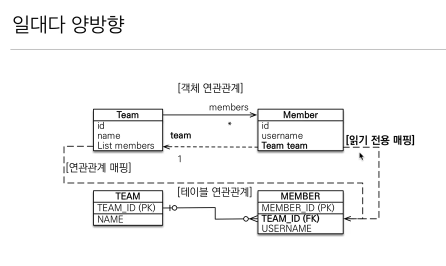 일대다 양방향
[객체 연관관계]
Team
id
name
List members
members
*
team
1
Member
id
username
Team team
[읽기 전용 매핑]
[연관관계 매핑]
[테이블 연관관계]
TEAM
TEAM_ID (PK)
NAME
MEMBER
MEMBER_ID (PK)
TEAM_ID (FK)
USERNAME